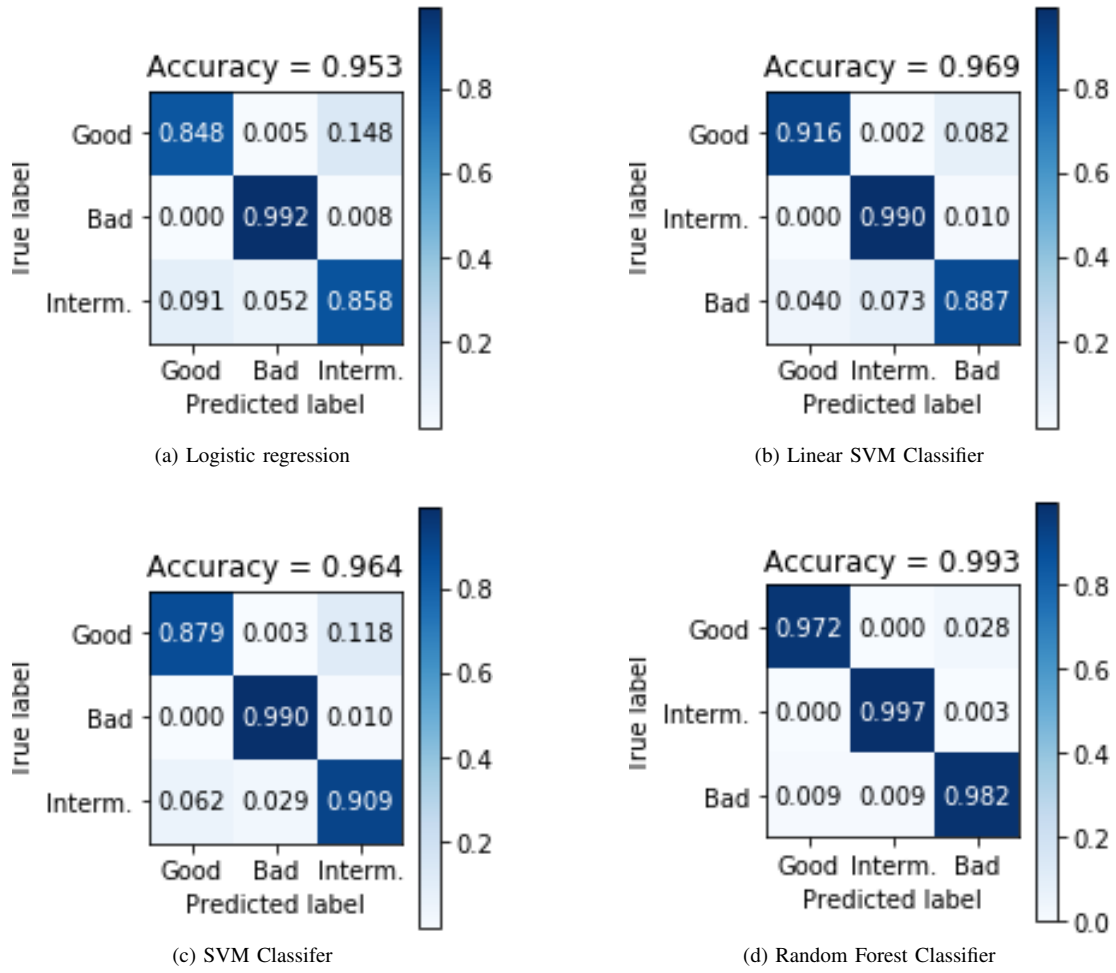 Accuracy = 0.953
True label
Good 0.848 0.005 0.148
Bad 0.000 0.992 0.008
Interm. 0.091 0.052 0.858
Good Bad Interm.
Predicted label
0.8
0.6
0.4
0.2
(a) Logistic regression
Accuracy = 0.969
True label
Good 0.916 0.002 0.082
Interm. 0.000 0.990 0.010
Bad 0.040 0.073 0.887
Good Interm. Bad
Predicted label
0.8
0.6
0.4
0.2
(b) Linear SVM Classifier
Accuracy = 0.964
True label
Good 0.879 0.003 0.118
Bad 0.000 0.990 0.010
Interm. 0.062 0.029 0.909
Good Bad Interm.
Predicted label
0.8
0.6
0.4
0.2
(c) SVM Classifer
Accuracy = 0.993
True label
Good 0.972 0.000 0.028
Interm. 0.000 0.997 0.003
Bad 0.009 0.009 0.982
Good Interm. Bad
Predicted label
0.8
0.6
0.4
0.2
0.0
(d) Random Forest Classifier